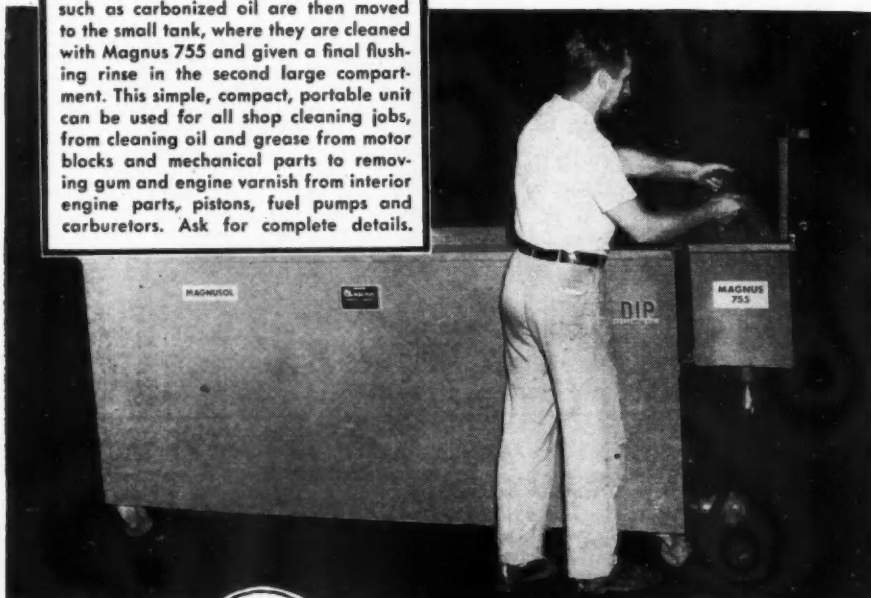 such as carbonized oil are then moved
to the small tank, where they are cleaned
with Magnus 755 and given a final flush-
ing rinse in the second large compart-
ment. This simple, compact, portable unit
can be used for all shop cleaning jobs,
from cleaning oil and grease from motor
blocks and mechanical parts to remov-
ing gum and engine varnish from interior
engine parts, pistons, fuel pumps and
carburetors. Ask for complete details.
MAGNUSOL
DIP
MAGNUS
755